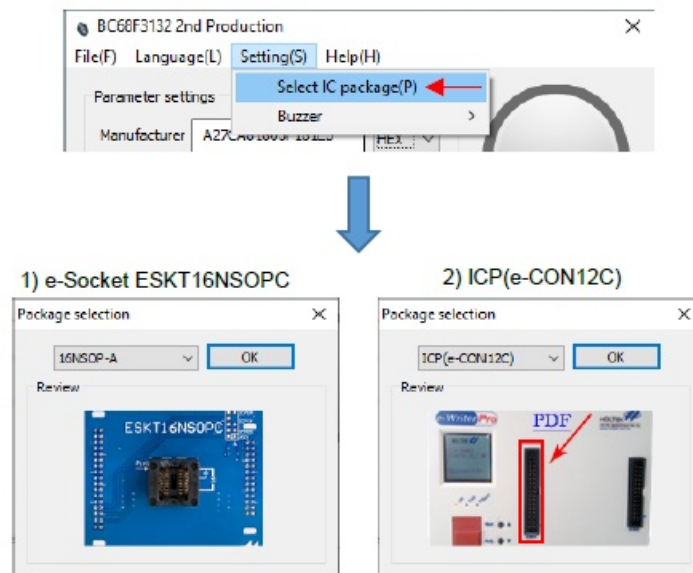 BC68F3132 2nd Production
File(F) Language(L) Setting(S) Help(H)
Parameter settings
Select IC package(P)
Buzzer
Manufacturer
HEX
1) e-Socket ESKT16NSOPC
2) ICP(e-CON12C)
Package selection
16NSOP-A
OK
Review
ESKT16NSOPC
Package selection
ICP(e-CON12C)
OK
Review
e-WriterPro
PDF
HOLTEK